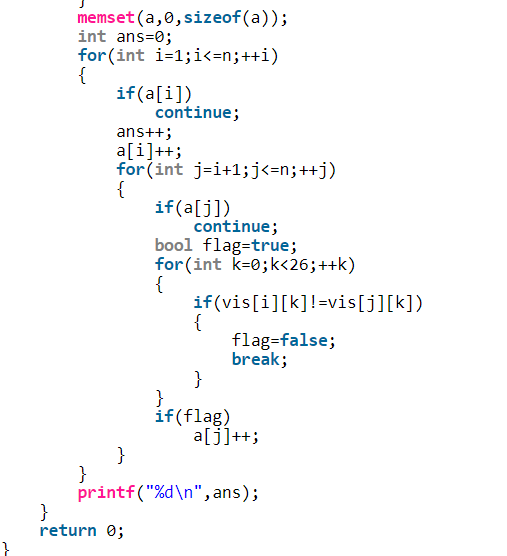 }
memset(a,0,sizeof(a));
int ans=0;
for(int i=1;i<=n;++i)
{
if(a[i])
continue;
ans++;
a[i]++;
for(int j=i+1;j<=n;++j)
{
if(a[j])
continue;
bool flag=true;
for(int k=0;k<26;++k)
{
if(vis[i][k]!=vis[j][k])
{
flag=false;
break;
}
}
if(flag)
a[j]++;
}
}
printf("%d\n",ans);
}
return 0;
}